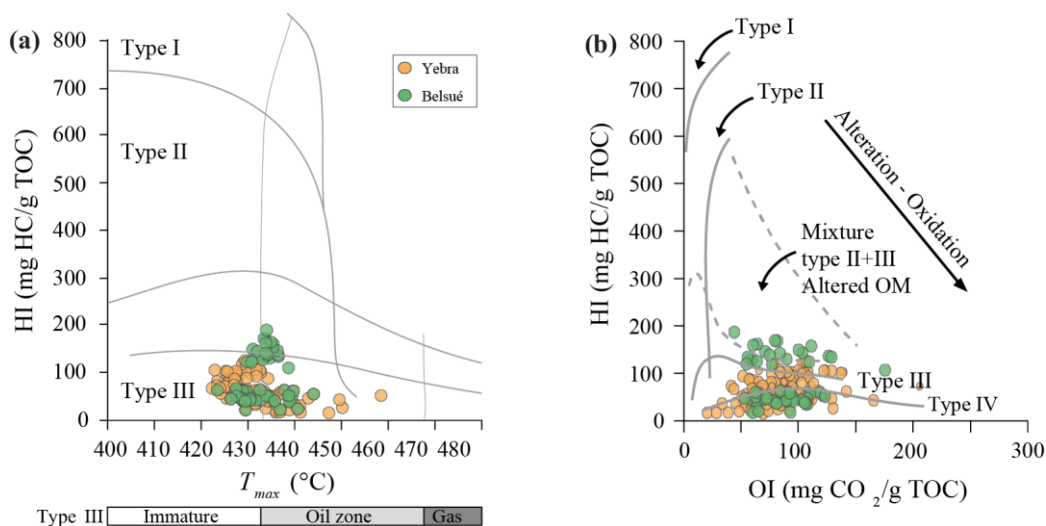 (a)
800
700
600
500
400
300
200
100
0
HI (mg HC/g TOC)
Type I
Type II
Type III
Yebra
Belsué
400 410 420 430 440 450 460 470 480
Tmax (°C)
Type III Immature Oil zone Gas
(b)
800
700
600
500
400
300
200
100
0
HI (mg HC/g TOC)
Type I
Type II
Alteration - Oxidation
Mixture
type II+III
Altered OM
Type III
Type IV
0 100 200 300
OI (mg CO2/g TOC)